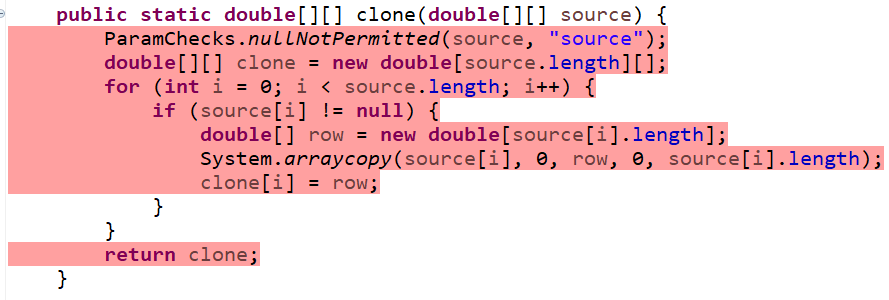 public static double[][] clone(double[][] source) {
ParamChecks.nullNotPermitted(source, "source");
double[][] clone = new double[source.length][];
for (int i = 0; i < source.length; i++) {
if (source[i] != null) {
double[] row = new double[source[i].length];
System.arraycopy(source[i], 0, row, 0, source[i].length);
clone[i] = row;
}
}
return clone;
}